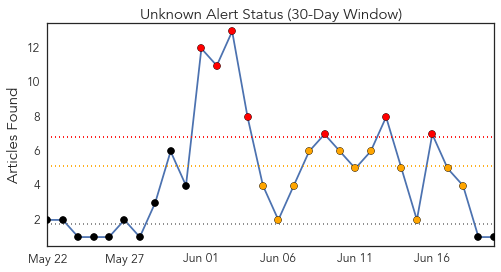 Unknown Alert Status (30-Day Window)
Articles Found
12
10
8
6
4
2
May 22
May 27
Jun 01
Jun 06
Jun 11
Jun 16